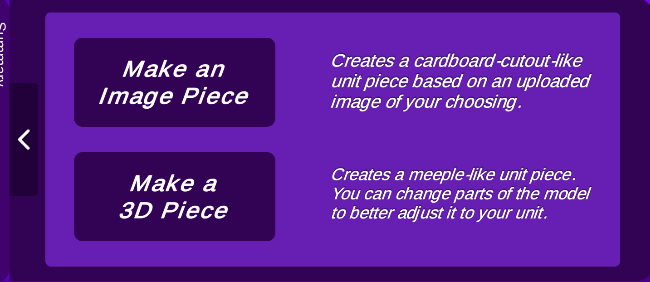 Summary
Make an
Image Piece
Creates a cardboard-cutout-like
unit piece based on an uploaded
image of your choosing.
Make a
3D Piece
Creates a meeple-like unit piece.
You can change parts of the model
to better adjust it to your unit.